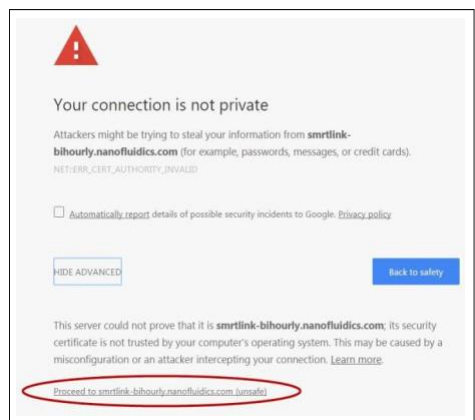 Your connection is not private
Attackers might be trying to steal your information from smrtlink-
bihourly.nanofluidics.com (for example, passwords, messages, or credit cards).
NET::ERR_CERT_AUTHORITY_INVALID
Automatically report details of possible security incidents to Google. Privacy policy
HIDE ADVANCED
Back to safety
This server could not prove that it is smrtlink-bihourly.nanofluidics.com; its security
certificate is not trusted by your computer's operating system. This may be caused by a
misconfiguration or an attacker intercepting your connection. Learn more.
Proceed to smrtlink-bihourly.nanofluidics.com (unsafe)